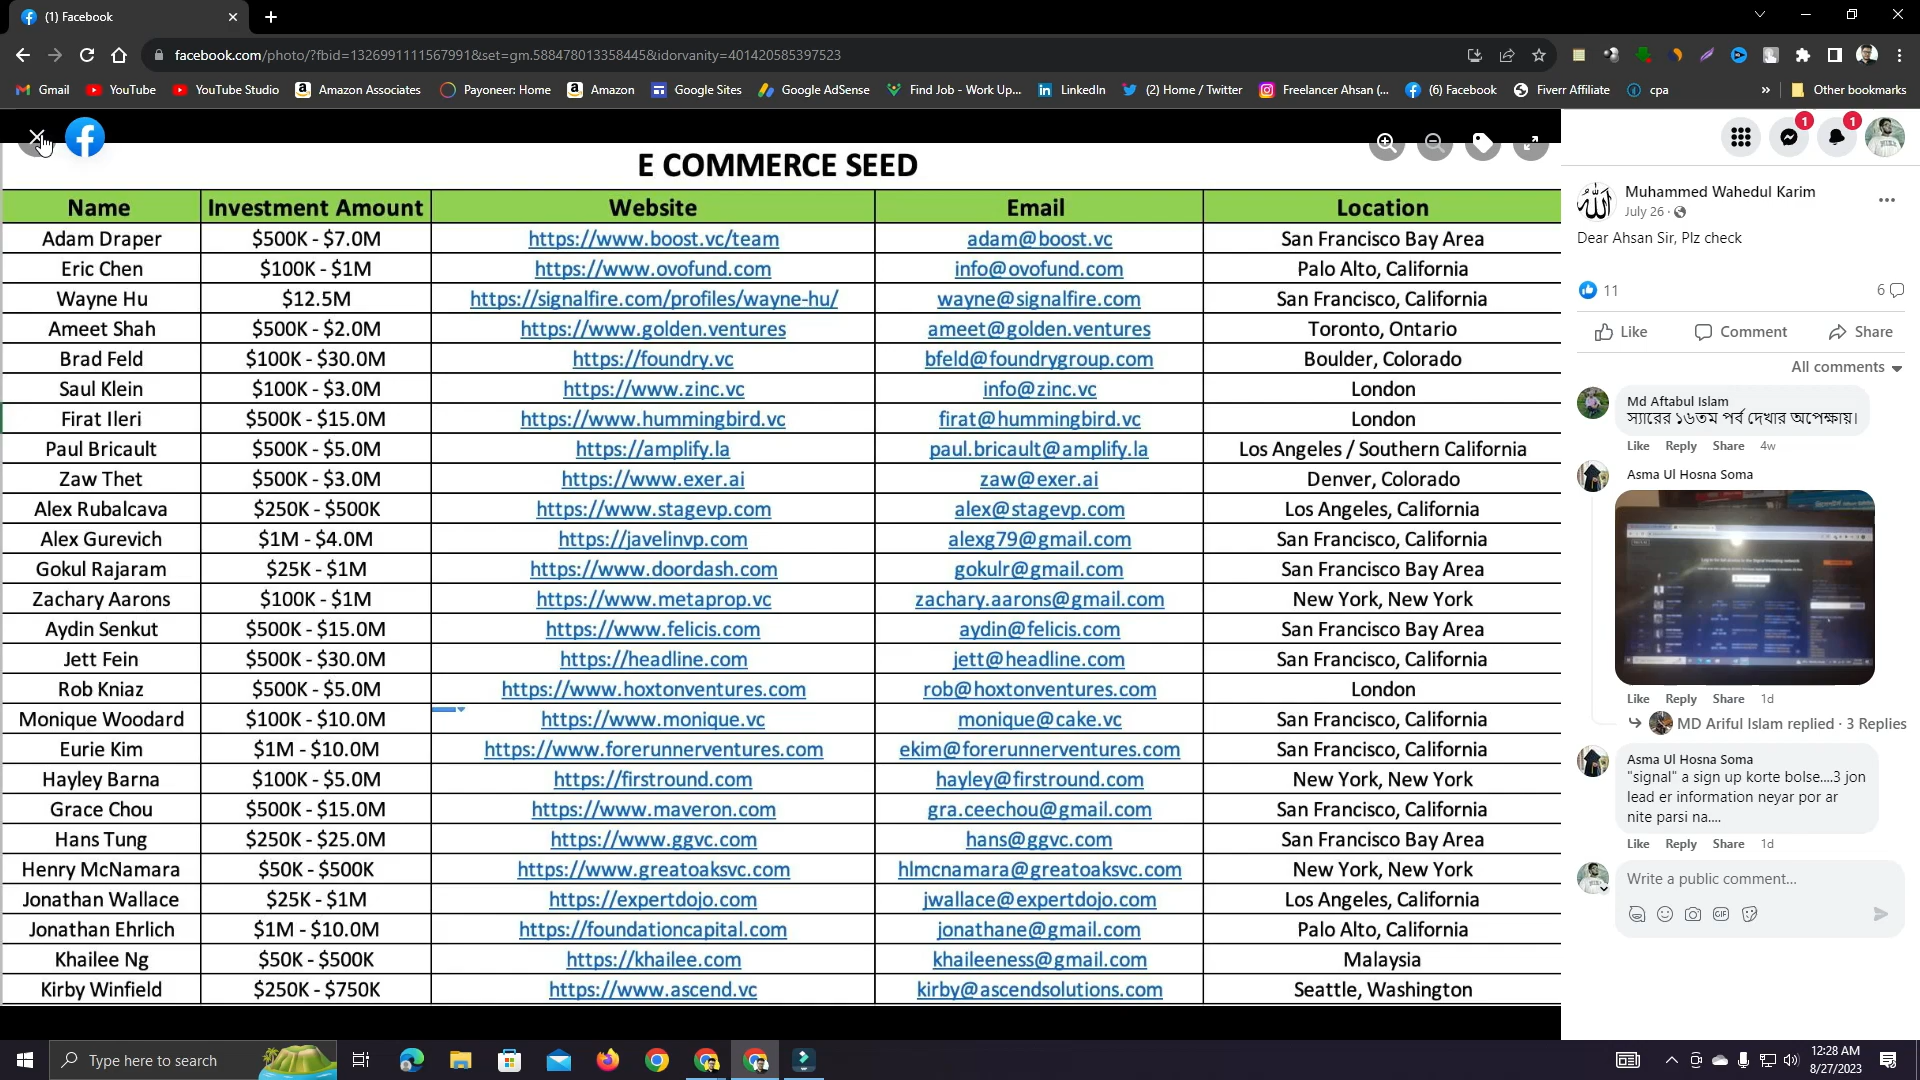 (1) Facebook
facebook.com/photo/?fbid=1326991111567991&set=gm.588478013358445&idorvanity=401420585397523
Gmail YouTube YouTube Studio Amazon Associates Payoneer: Home Amazon Google Sites Google AdSense Find Job - Work Up... LinkedIn (2) Home / Twitter Freelancer Ahsan (... (6) Facebook Fiverr Affiliate cpa » Other bookmarks
E COMMERCE SEED
Name Investment Amount Website Email Location
Adam Draper $500K - $7.0M https://www.boost.vc/team adam@boost.vc San Francisco Bay Area
Eric Chen $100K - $1M https://www.ovofund.com info@ovofund.com Palo Alto, California
Wayne Hu $12.5M https://signalfire.com/profiles/wayne-hu/ wayne@signalfire.com San Francisco, California
Ameet Shah $500K - $2.0M https://www.golden.ventures ameet@golden.ventures Toronto, Ontario
Brad Feld $100K - $30.0M https://foundry.vc bfeld@foundrygroup.com Boulder, Colorado
Saul Klein $100K - $3.0M https://www.zinc.vc info@zinc.vc London
Firat Ileri $500K - $15.0M https://www.hummingbird.vc firat@hummingbird.vc London
Paul Bricault $500K - $5.0M https://amplify.la paul.bricault@amplify.la Los Angeles / Southern California
Zaw Thet $500K - $3.0M https://www.exer.ai zaw@exer.ai Denver, Colorado
Alex Rubalcava $250K - $500K https://www.stagevp.com alex@stagevp.com Los Angeles, California
Alex Gurevich $1M - $4.0M https://javelinvp.com alexg79@gmail.com San Francisco, California
Gokul Rajaram $25K - $1M https://www.doordash.com gokulr@gmail.com San Francisco Bay Area
Zachary Aarons $100K - $1M https://www.metaprop.vc zachary.aarons@gmail.com New York, New York
Aydin Senkut $500K - $15.0M https://www.felicis.com aydin@felicis.com San Francisco Bay Area
Jett Fein $500K - $30.0M https://headline.com jett@headline.com San Francisco, California
Rob Kniaz $500K - $5.0M https://www.hoxtonventures.com rob@hoxtonventures.com London
Monique Woodard $100K - $10.0M https://www.monique.vc monique@cake.vc San Francisco, California
Eurie Kim $1M - $10.0M https://www.forerunnerventures.com ekim@forerunnerventures.com San Francisco, California
Hayley Barna $100K - $5.0M https://firstround.com hayley@firstround.com New York, New York
Grace Chou $500K - $15.0M https://www.maveron.com gra.ceechou@gmail.com San Francisco, California
Hans Tung $250K - $25.0M https://www.ggvc.com hans@ggvc.com San Francisco Bay Area
Henry McNamara $50K - $500K https://www.greatoaksvc.com hlmcnamara@greatoaksvc.com New York, New York
Jonathan Wallace $25K - $1M https://expertdojo.com jwallace@expertdojo.com Los Angeles, California
Jonathan Ehrlich $1M - $10.0M https://foundationcapital.com jonathane@gmail.com Palo Alto, California
Khailee Ng $50K - $500K https://khailee.com khaileeness@gmail.com Malaysia
Kirby Winfield $250K - $750K https://www.ascend.vc kirby@ascendsolutions.com Seattle, Washington
1 1
Muhammed Wahedul Karim
July 26 ·
Dear Ahsan Sir, Plz check
11 6
Like Comment Share
All comments
Md Aftabul Islam
স্যারের ১৬তম পর্ব দেখার অপেক্ষায়।
Like Reply Share 4w
Asma Ul Hosna Soma
Like Reply Share 1d
MD Ariful Islam replied · 3 Replies
Asma Ul Hosna Soma
"signal" a sign up korte bolse....3 jon
lead er information neyar por ar
nite parsi na....
Like Reply Share 1d
Write a public comment...
GIF
Type here to search
12:28 AM
8/27/2023